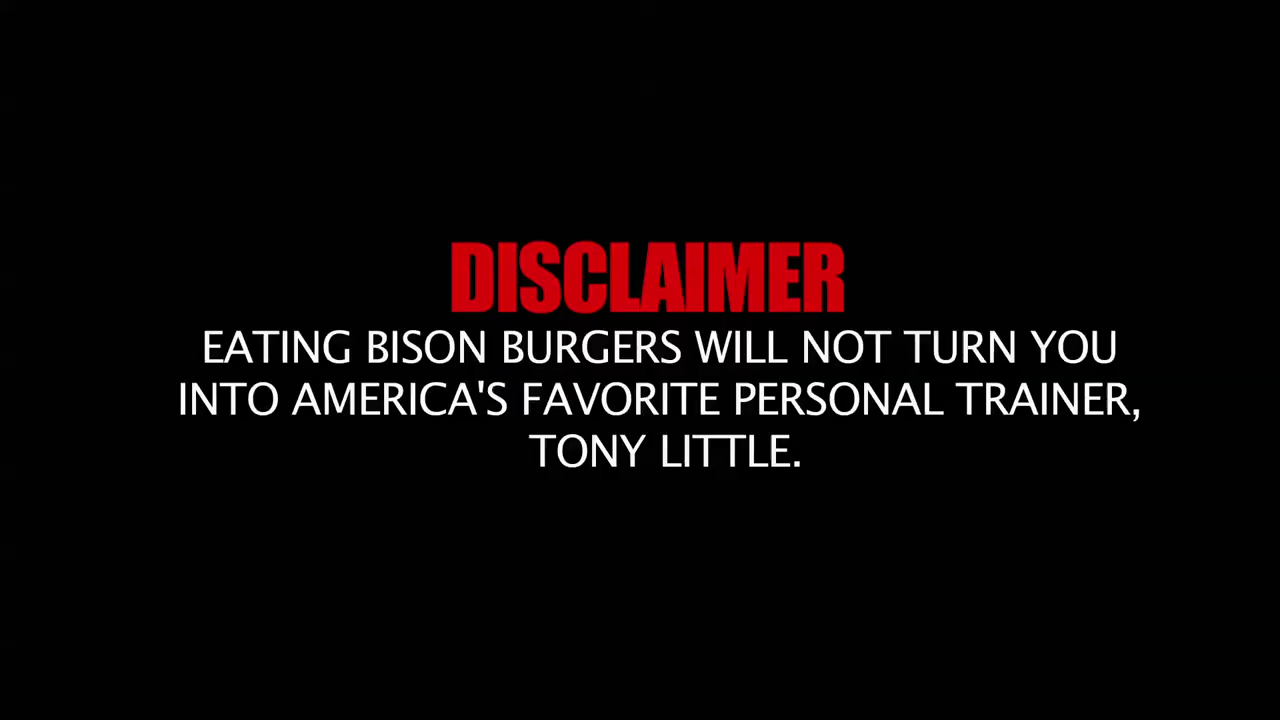 DISCLAIMER
EATING BISON BURGERS WILL NOT TURN YOU
INTO AMERICA'S FAVORITE PERSONAL TRAINER,
TONY LITTLE.